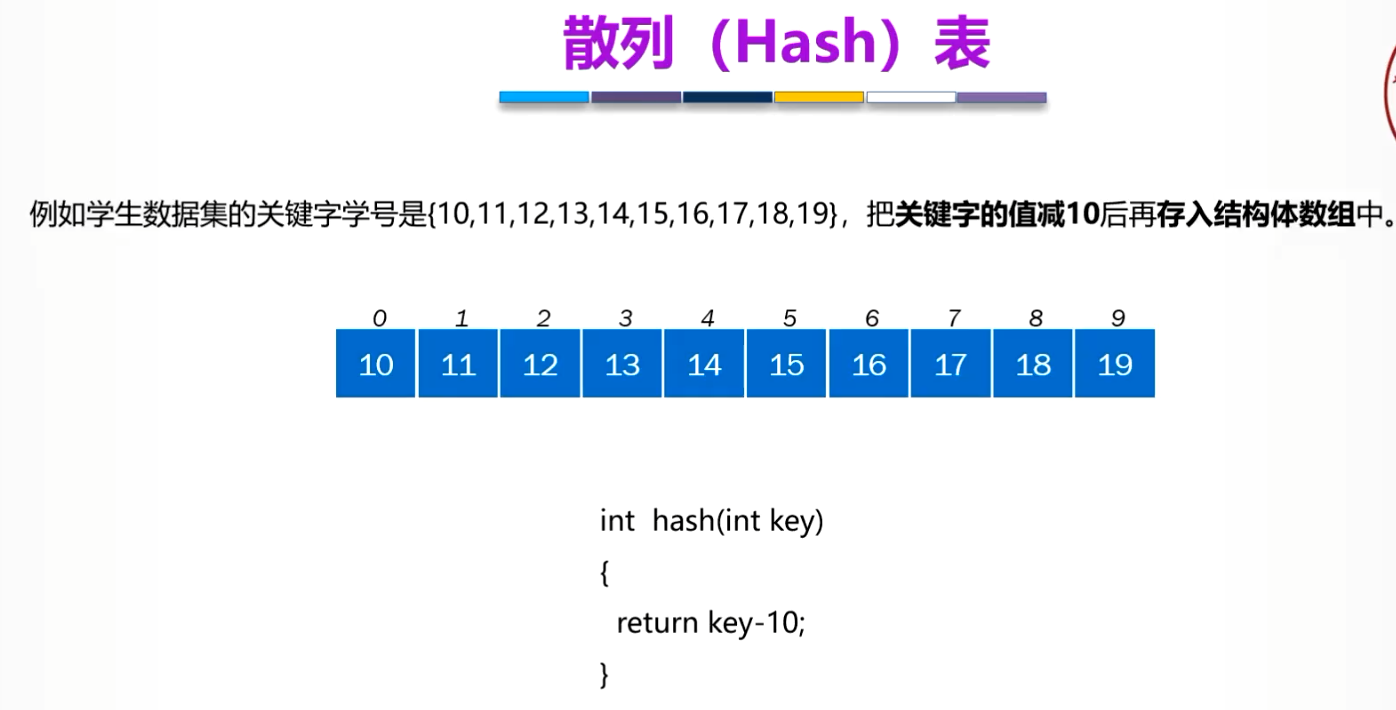 散列（Hash）表
例如学生数据集的关键字学号是{10,11,12,13,14,15,16,17,18,19}，把关键字的值减10后再存入结构体数组中。
0 1 2 3 4 5 6 7 8 9
10 11 12 13 14 15 16 17 18 19
int hash(int key)
{
return key-10;
}